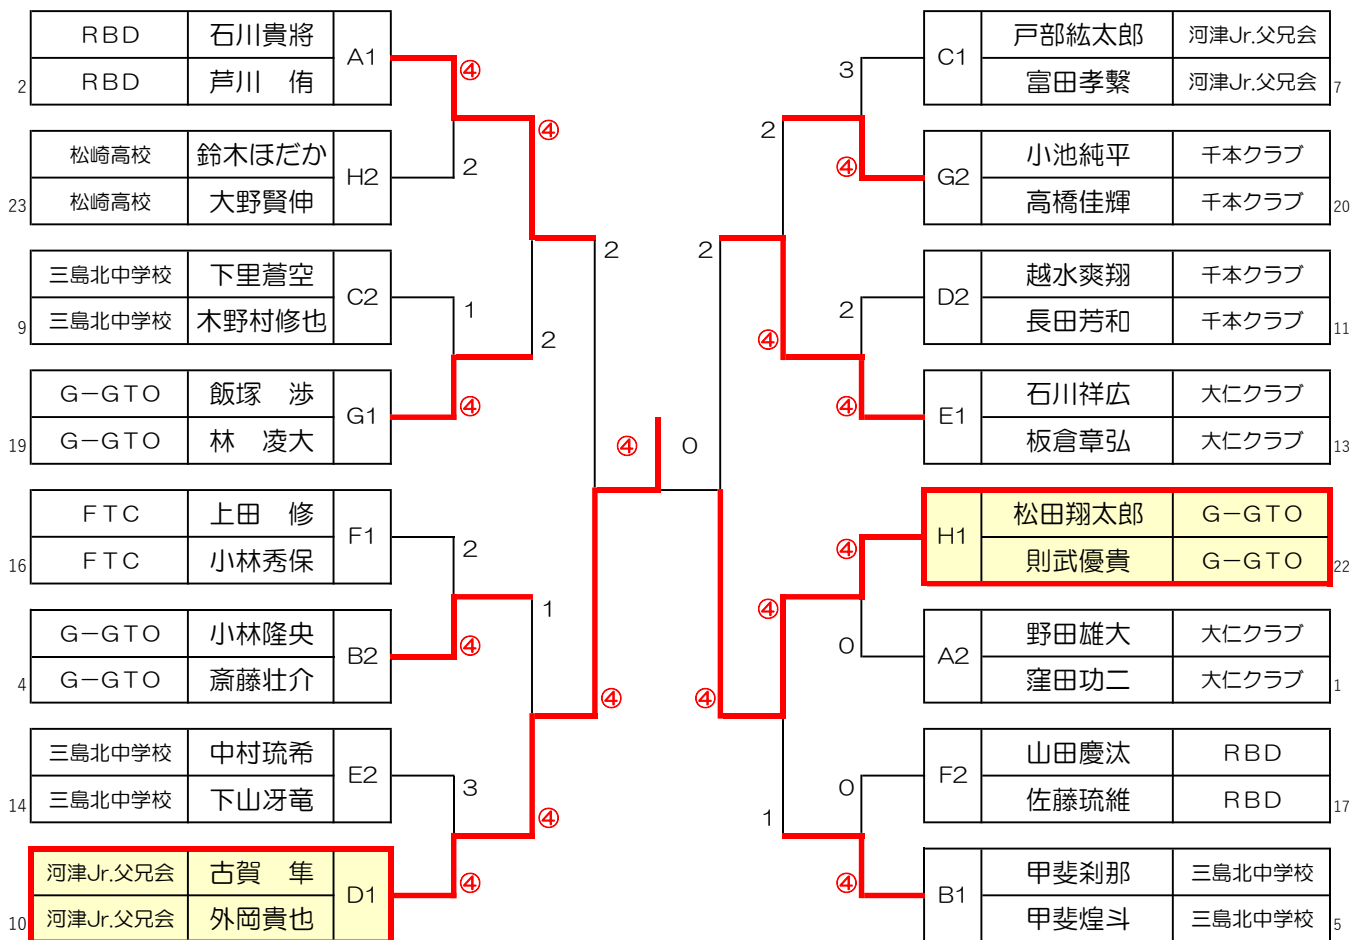 RBD 石川貴將 A1
2 RBD 芦川　侑
④
松崎高校 鈴木ほだか H2
23 松崎高校 大野賢伸
2
④
三島北中学校 下里蒼空 C2
9 三島北中学校 木野村修也
1
G−GTO 飯塚　渉 G1
19 G−GTO 林　凌大
④
2
2
FTC 上田　修 F1
16 FTC 小林秀保
2
G−GTO 小林隆央 B2
4 G−GTO 斎藤壮介
④
1
三島北中学校 中村琉希 E2
14 三島北中学校 下山冴竜
3
河津Jr.父兄会 古賀　隼 D1
10 河津Jr.父兄会 外岡貴也
④
④
④
④ 0
C1 戸部紘太郎 河津Jr.父兄会
富田孝繫 河津Jr.父兄会 7
3
G2 小池純平 千本クラブ
高橋佳輝 千本クラブ 20
④
2
D2 越水爽翔 千本クラブ
長田芳和 千本クラブ 11
2
E1 石川祥広 大仁クラブ
板倉章弘 大仁クラブ 13
④
④
2
H1 松田翔太郎 G−GTO
則武優貴 G−GTO 22
④
A2 野田雄大 大仁クラブ
窪田功二 大仁クラブ 1
0
④
F2 山田慶汰 RBD
佐藤琉維 RBD 17
0
B1 甲斐刹那 三島北中学校
甲斐煌斗 三島北中学校 5
④
1
④